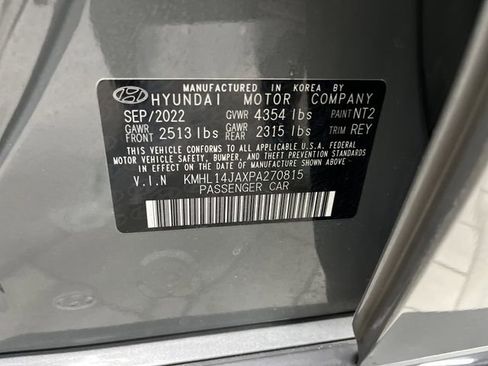 MANUFACTURED IN KOREA BY
HYUNDAI MOTOR COMPANY
SEP/2022 GVWR 4354 lbs PAINT NT2
GAWR FRONT 2513 lbs GAWR REAR 2315 lbs TRIM REY
THIS VEHICLE CONFORMS TO ALL APPLICABLE U.S.A. FEDERAL
MOTOR VEHICLE SAFETY, BUMPER, AND THEFT PREVENTION
STANDARDS IN EFFECT ON THE DATE OF MANUFACTURE SHOWN ABOVE.
V.I.N KMHL14JAXPA270815
PASSENGER CAR